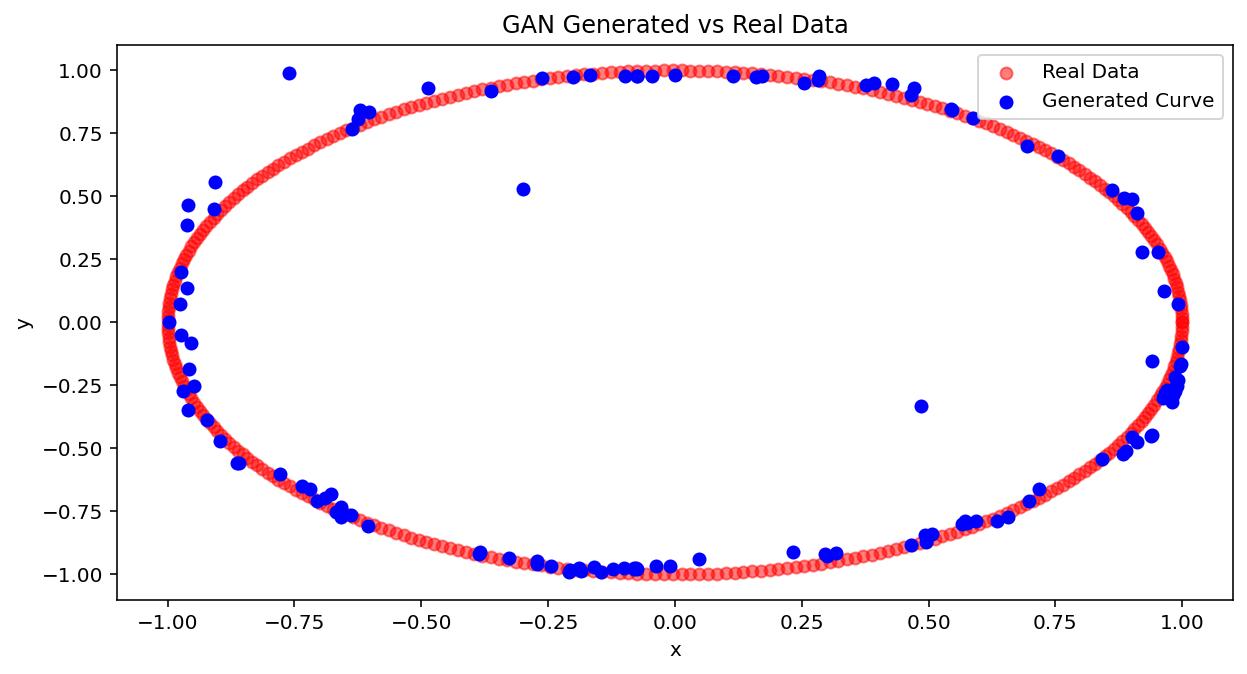 GAN Generated vs Real Data
Real Data
Generated Curve
1.00
0.75
0.50
0.25
0.00
−0.25
−0.50
−0.75
−1.00
y
−1.00 −0.75 −0.50 −0.25 0.00 0.25 0.50 0.75 1.00
x